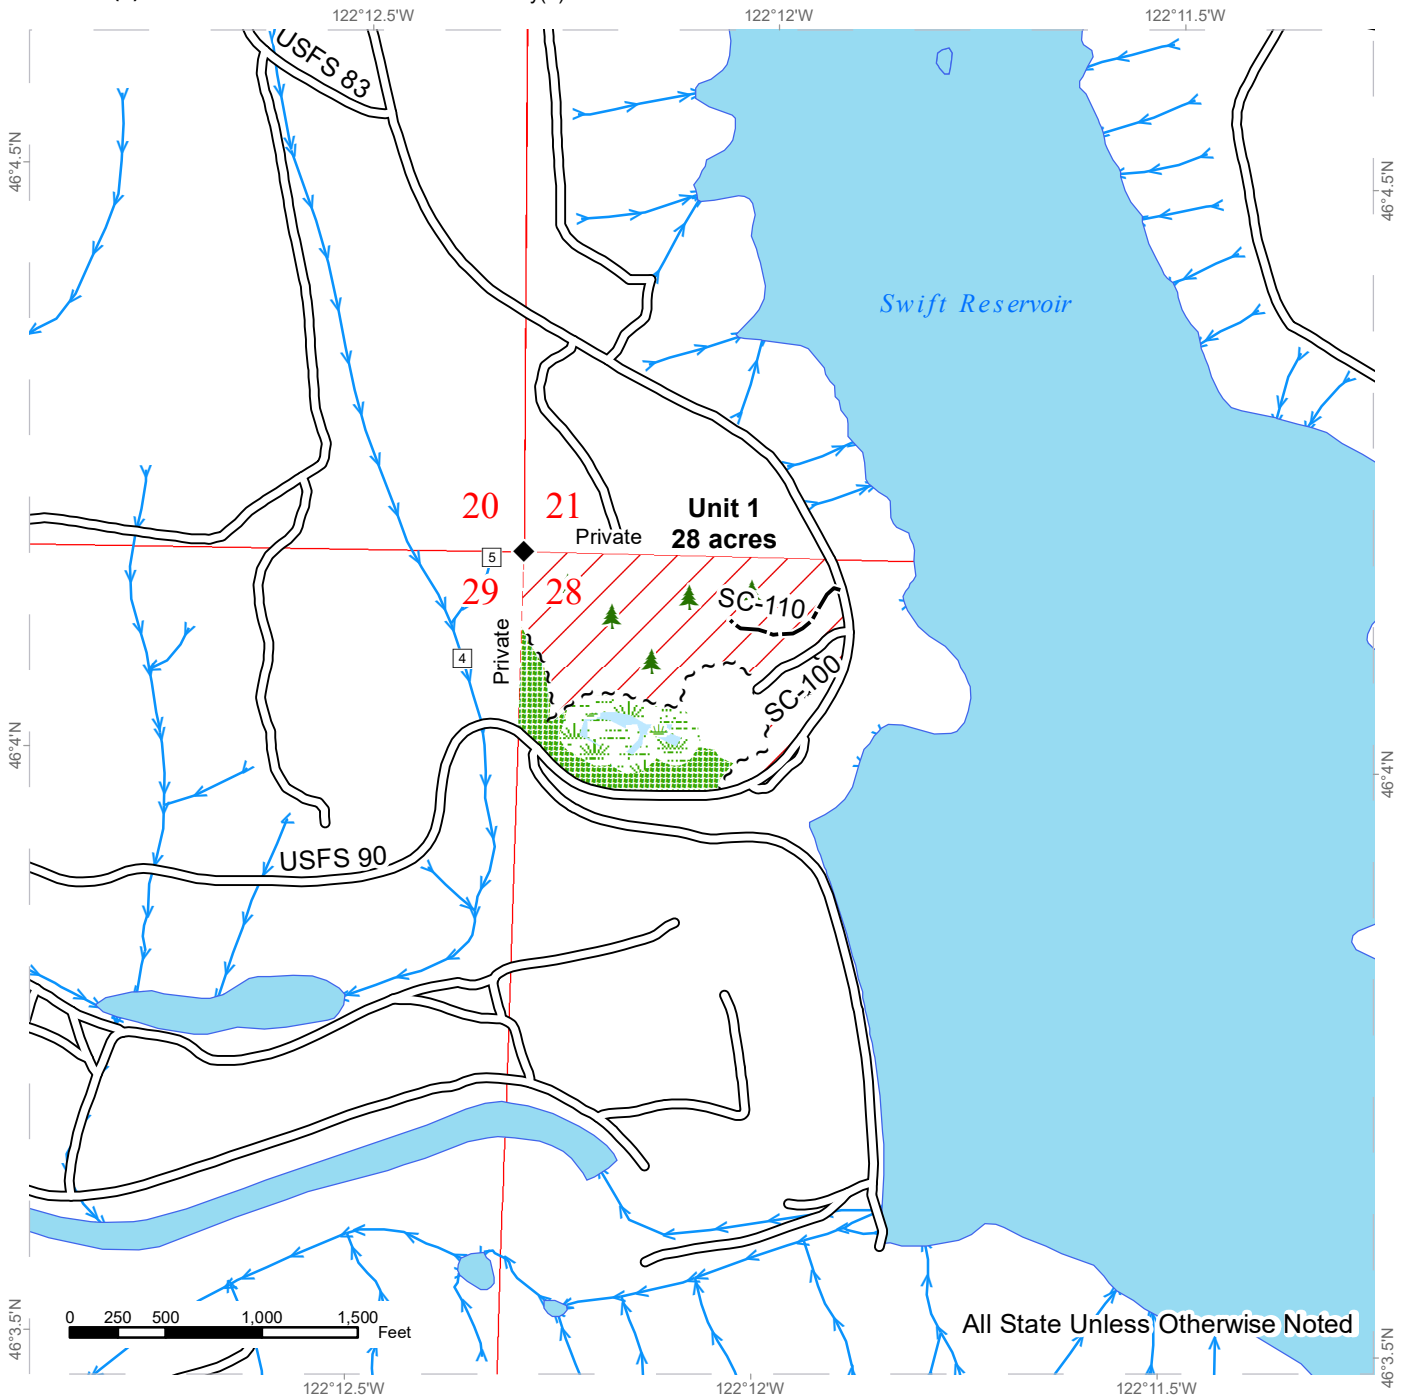 122°12.5'W
122°12'W
122°11.5'W
USFS 83
46°4.5'N
46°4.5'N
Swift Reservoir
20
21
Unit 1
28 acres
Private
5
29
28
SC-110
Private
4
SC-100
46°4'N
46°4'N
USFS 90
0 250 500 1,000 1,500
Feet
All State Unless Otherwise Noted
46°3.5'N
46°3.5'N
122°12.5'W
122°12'W
122°11.5'W